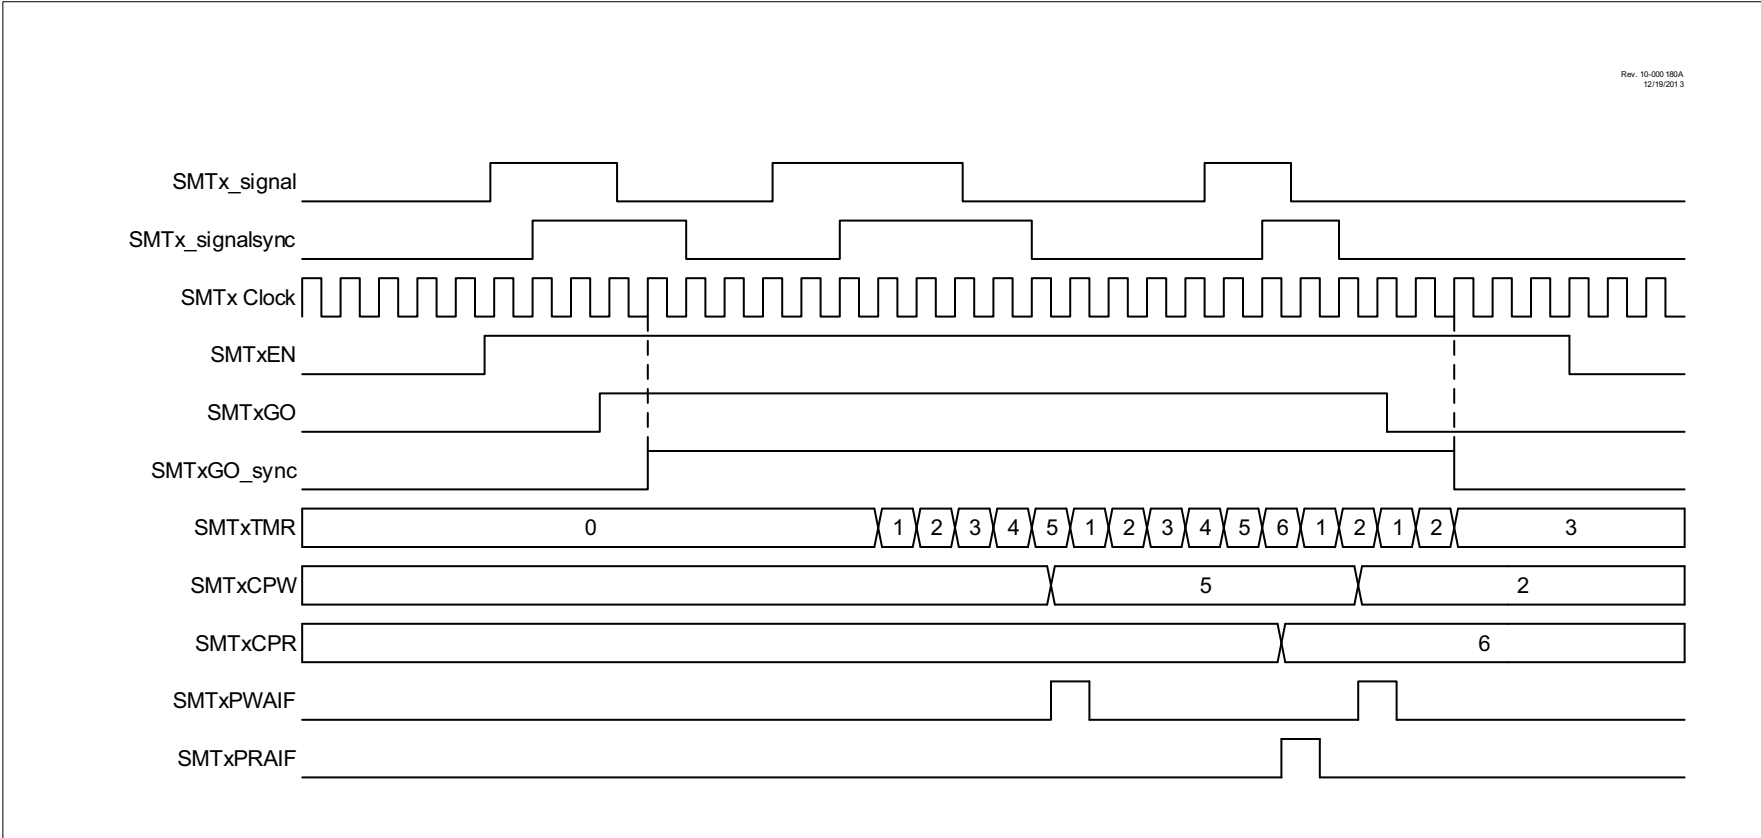 Rev. 10-000 180A
12/19/201 3
SMTx_signal
SMTx_signalsync
SMTx Clock
SMTxEN
SMTxGO
SMTxGO_sync
SMTxTMR 0 1 2 3 4 5 1 2 3 4 5 6 1 2 1 2 3
SMTxCPW 5 2
SMTxCPR 6
SMTxPWAIF
SMTxPRAIF